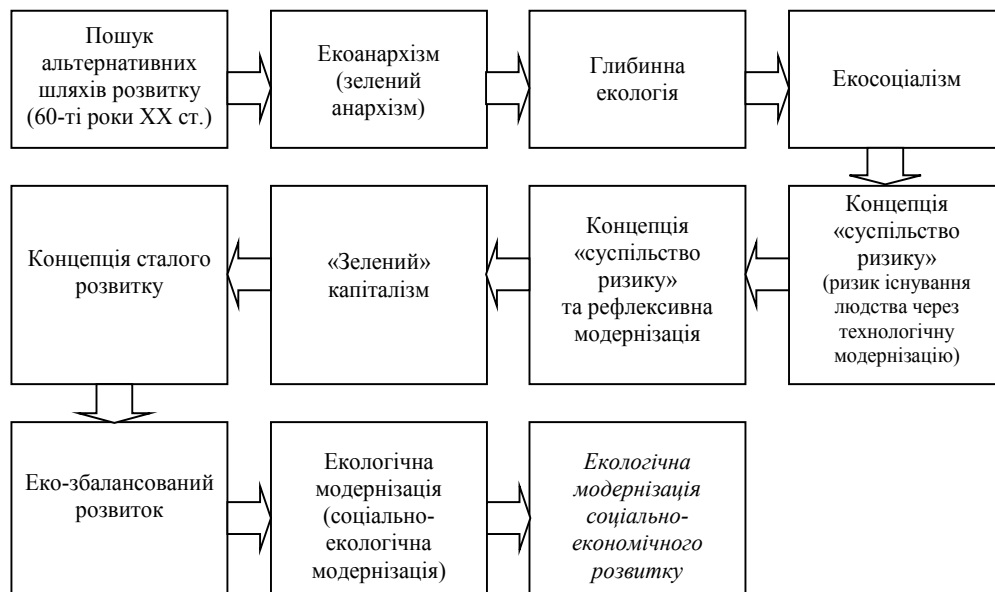 Пошук
альтернативних
шляхів розвитку
(60-ті роки ХХ ст.)
Екоанархізм
(зелений
анархізм)
Глибинна
екологія
Екосоціалізм
Концепція
«суспільство
ризику»
(ризик існування
людства через
технологічну
модернізацію)
Концепція
«суспільство
ризику»
та рефлексивна
модернізація
«Зелений»
капіталізм
Концепція сталого
розвитку
Еко-збалансований
розвиток
Екологічна
модернізація
(соціально-
екологічна
модернізація)
Екологічна
модернізація
соціально-
економічного
розвитку